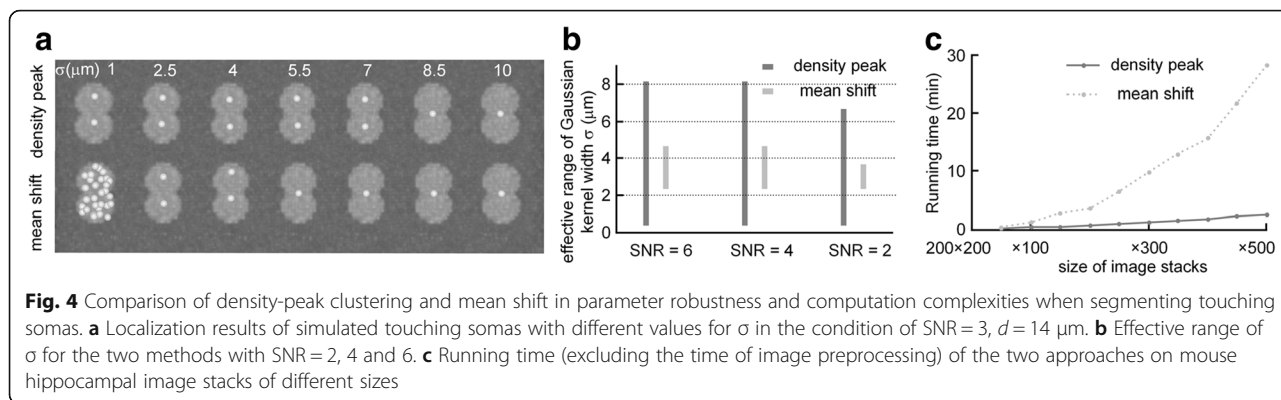 a
σ(μm) 1 2.5 4 5.5 7 8.5 10
density peak
mean shift
b
effective range of Gaussian
kernel width σ (μm)
density peak
mean shift
8
6
4
2
0
SNR = 6 SNR = 4 SNR = 2
c
Running time (min)
30
20
10
0
density peak
mean shift
200×200 ×100 ×300 ×500
size of image stacks
Fig. 4 Comparison of density-peak clustering and mean shift in parameter robustness and computation complexities when segmenting touching
somas. a Localization results of simulated touching somas with different values for σ in the condition of SNR = 3, d = 14 μm. b Effective range of
σ for the two methods with SNR = 2, 4 and 6. c Running time (excluding the time of image preprocessing) of the two approaches on mouse
hippocampal image stacks of different sizes